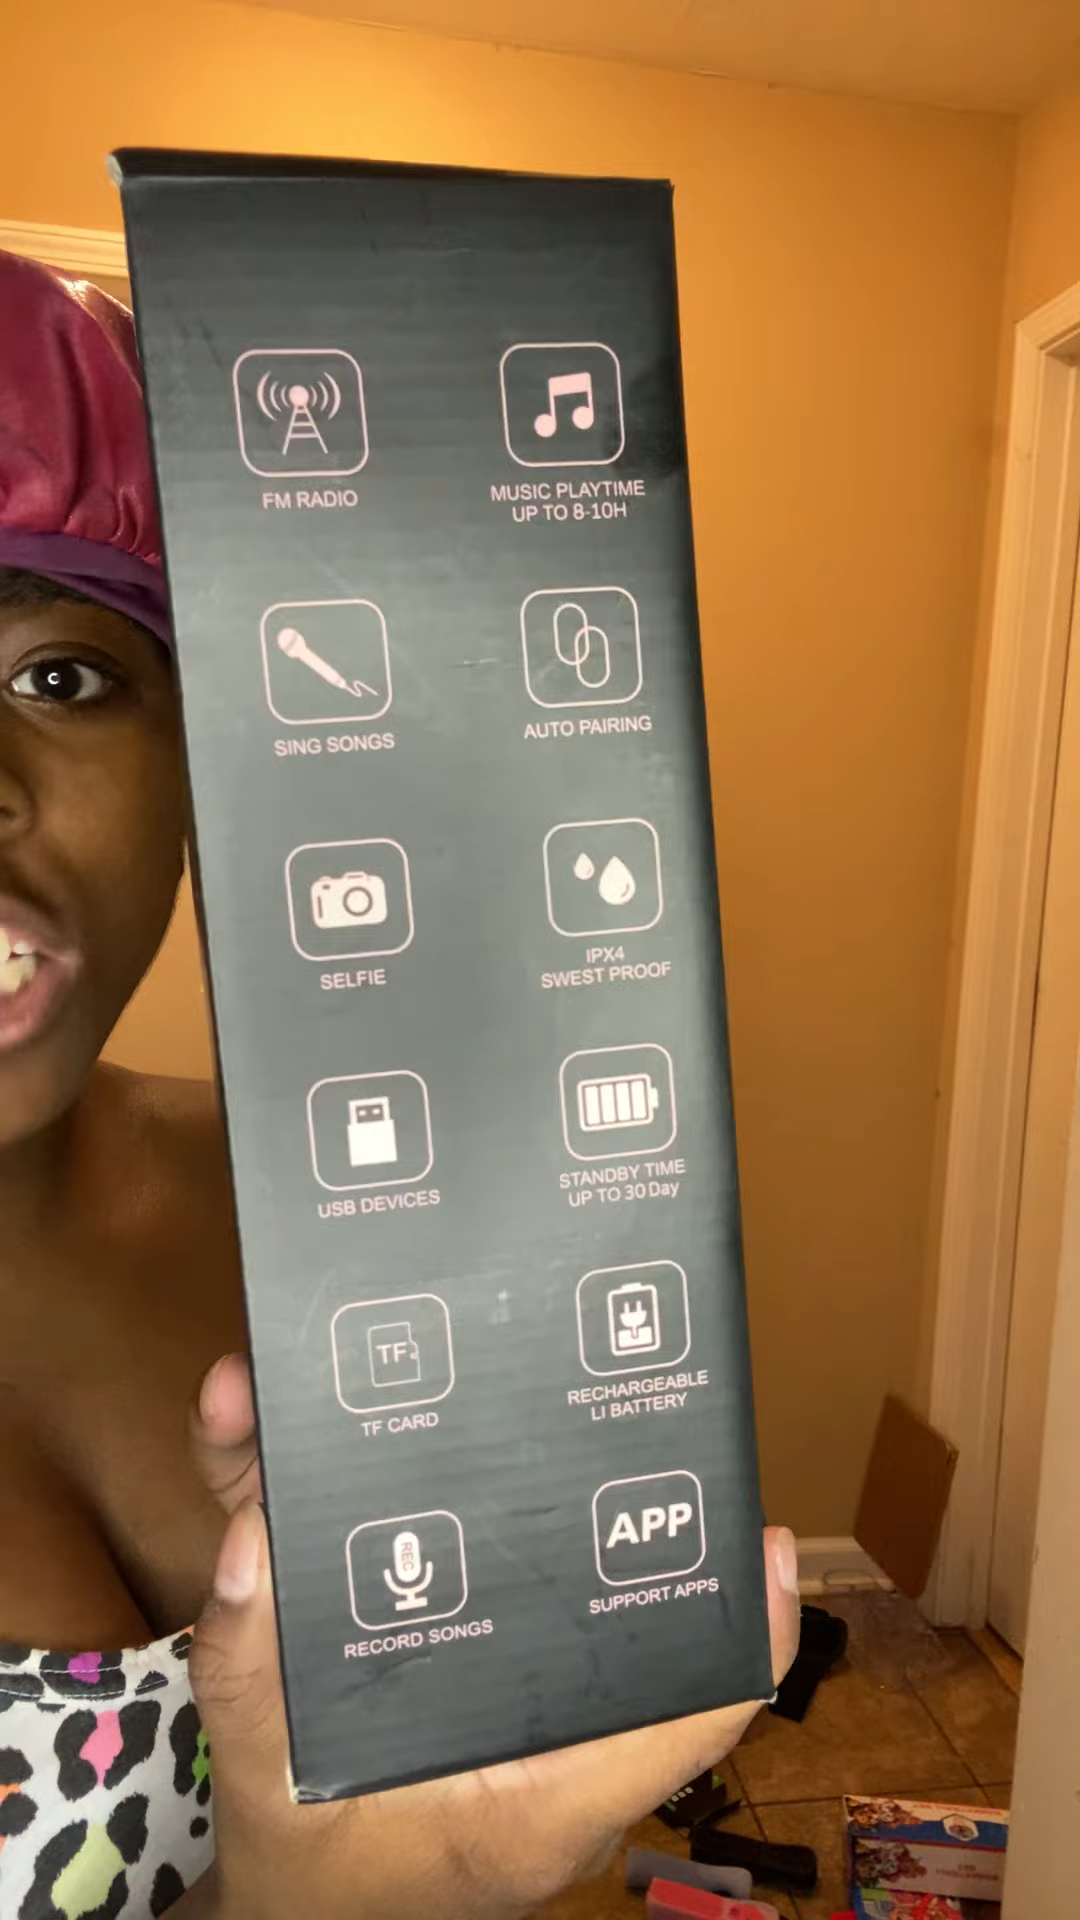 FM RADIO
MUSIC PLAYTIME
UP TO 8-10H
SING SONGS
AUTO PAIRING
SELFIE
IPX4
SWEST PROOF
USB DEVICES
STANDBY TIME
UP TO 30 Day
TF
TF CARD
RECHARGEABLE
LI BATTERY
REC
RECORD SONGS
APP
SUPPORT APPS